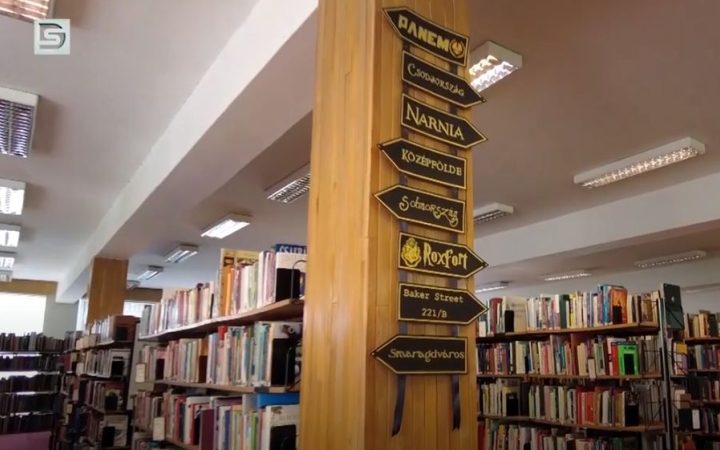 S
PANEM
Csodaország
NARNIA
KÖZÉPFÖLDE
Sohaország
RoxFort
Baker Street
221/B
Smaragdváros